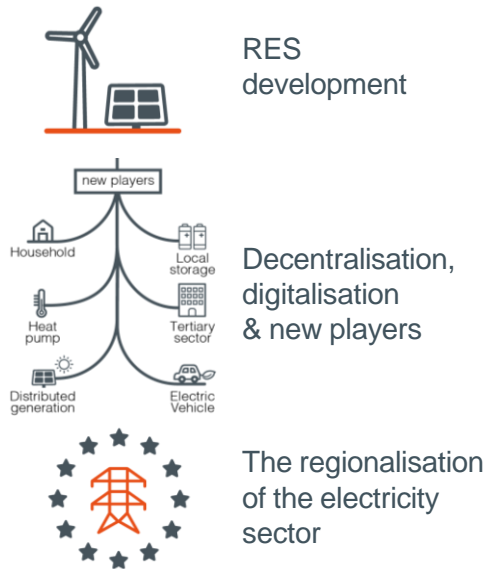 RES
development
new players
Household
Local
storage
Decentralisation,
digitalisation
& new players
Heat
pump
Tertiary
sector
Distributed
generation
Electric
Vehicle
The regionalisation
of the electricity
sector